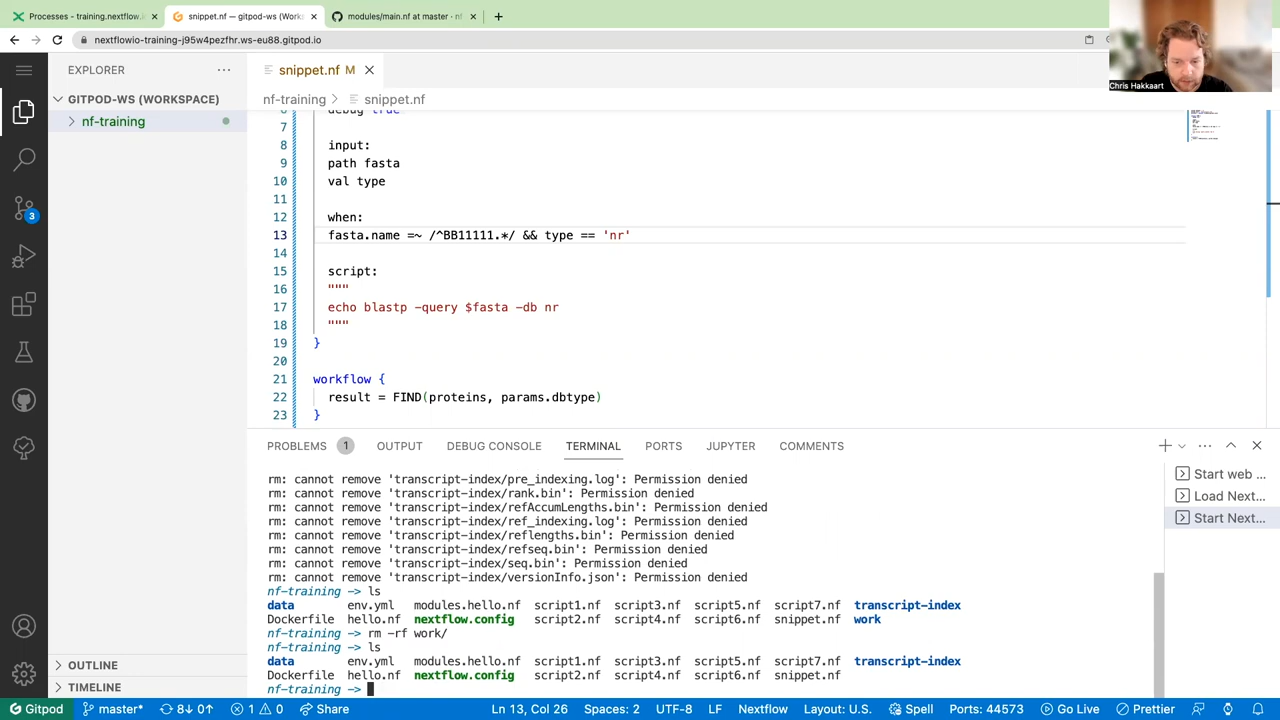 Processes - training.nextflow.i
snippet.nf — gitpod-ws (Works
modules/main.nf at master · nf
nextflowio-training-j95w4pezfhr.ws-eu88.gitpod.io
Chris Hakkaart
EXPLORER
GITPOD-WS (WORKSPACE)
nf-training
3
OUTLINE
TIMELINE
snippet.nf M
nf-training > snippet.nf
6 debug true
7
8 input:
9 path fasta
10 val type
11
12 when:
13 fasta.name =~ /^BB11111.*/ && type == 'nr'
14
15 script:
16 """
17 echo blastp -query $fasta -db nr
18 """
19 }
20
21 workflow {
22 result = FIND(proteins, params.dbtype)
23 }
PROBLEMS 1 OUTPUT DEBUG CONSOLE TERMINAL PORTS JUPYTER COMMENTS
rm: cannot remove 'transcript-index/pre_indexing.log': Permission denied
rm: cannot remove 'transcript-index/rank.bin': Permission denied
rm: cannot remove 'transcript-index/refAccumLengths.bin': Permission denied
rm: cannot remove 'transcript-index/ref_indexing.log': Permission denied
rm: cannot remove 'transcript-index/reflengths.bin': Permission denied
rm: cannot remove 'transcript-index/refseq.bin': Permission denied
rm: cannot remove 'transcript-index/seq.bin': Permission denied
rm: cannot remove 'transcript-index/versionInfo.json': Permission denied
nf-training -> ls
data env.yml modules.hello.nf script1.nf script3.nf script5.nf script7.nf transcript-index
Dockerfile hello.nf nextflow.config script2.nf script4.nf script6.nf snippet.nf work
nf-training -> rm -rf work/
nf-training -> ls
data env.yml modules.hello.nf script1.nf script3.nf script5.nf script7.nf transcript-index
Dockerfile hello.nf nextflow.config script2.nf script4.nf script6.nf snippet.nf
nf-training ->
Start web ...
Load Next...
Start Next...
Gitpod master* 8↓ 0↑ 1 0 Share Ln 13, Col 26 Spaces: 2 UTF-8 LF Nextflow Layout: U.S. Spell Ports: 44573 Go Live Prettier